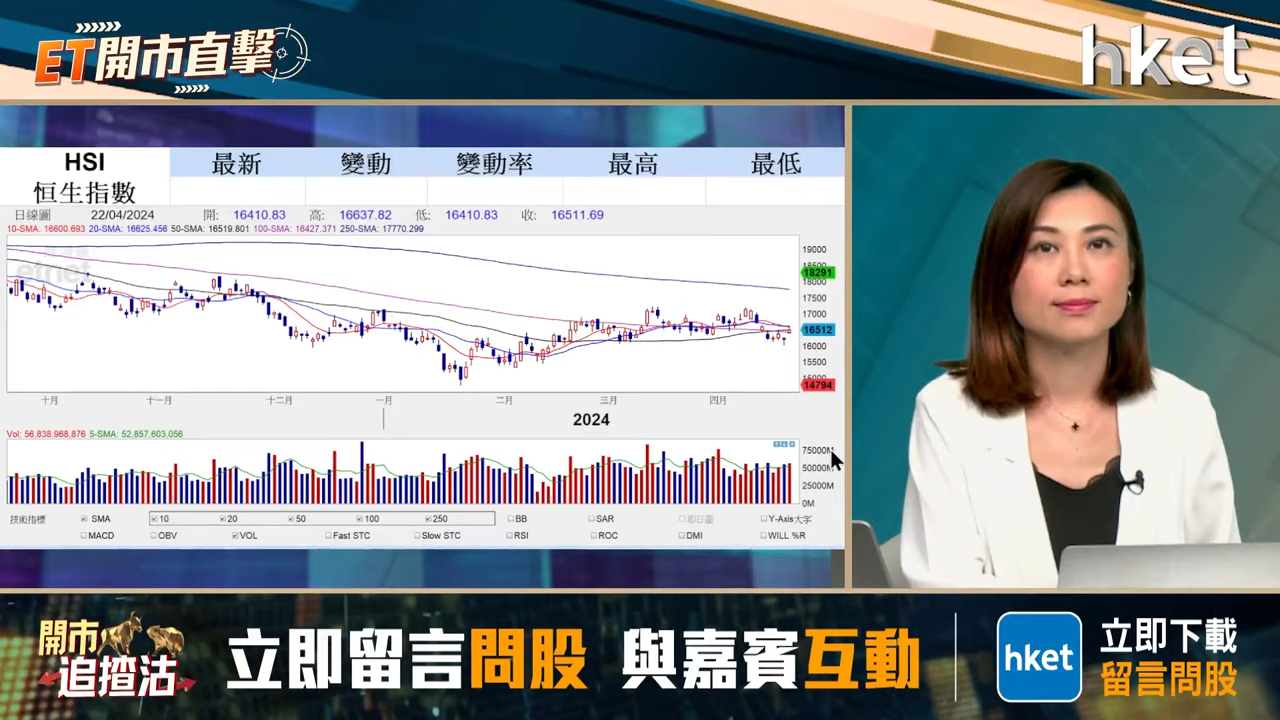 ET開市直擊
hket
HSI
恒生指數
最新 變動 變動率 最高 最低
日線圖 22/04/2024 開: 16410.83 高: 16637.82 低: 16410.83 收: 16511.69
10-SMA: 16600.693 20-SMA: 16625.456 50-SMA: 16519.801 100-SMA: 16427.371 250-SMA: 17770.299
etnet
19000
18291
18000
17500
17000
16512
16000
15500
14794
十月 十一月 十二月 一月 二月 三月 四月
2024
Vol: 56,838,968,876 5-SMA: 52,857,603,056
75000M
50000M
25000M
0M
技術指標 SMA 10 20 50 100 250 BB SAR 即日圖 Y-Axis大字
MACD OBV VOL Fast STC Slow STC RSI ROC DMI WILL %R
開市
追揸沽
立即留言問股 與嘉賓互動
hket
立即下載
留言問股